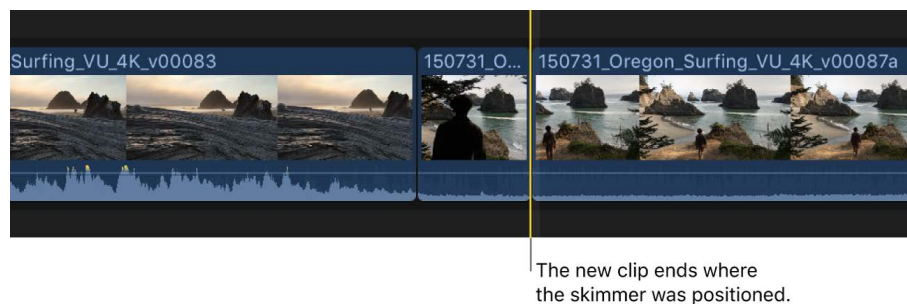 Surfing_VU_4K_v00083
150731_O...
150731_Oregon_Surfing_VU_4K_v00087a
The new clip ends where
the skimmer was positioned.